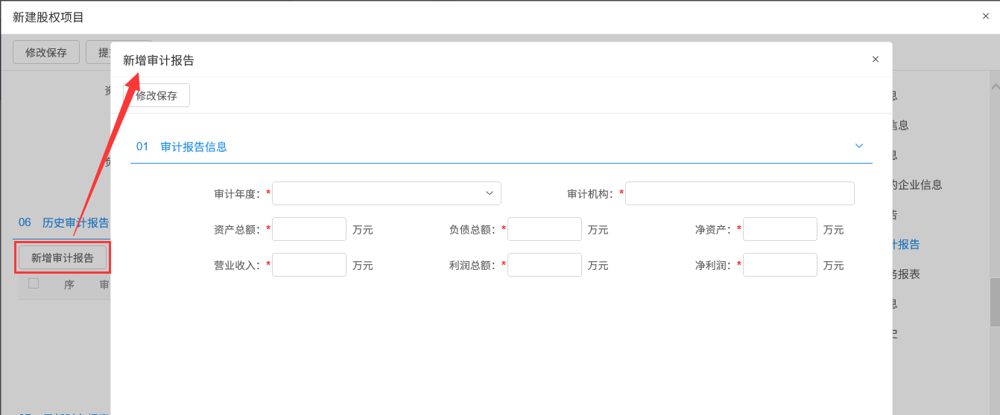 新建股权项目
修改保存
新增审计报告
修改保存
01 审计报告信息
审计年度：*
审计机构：*
资产总额：* 万元
负债总额：* 万元
净资产：* 万元
营业收入：* 万元
利润总额：* 万元
净利润：* 万元
06 历史审计报告
新增审计报告
序 审
息
信息
息
的企业信息
告
计报告
务报表
息